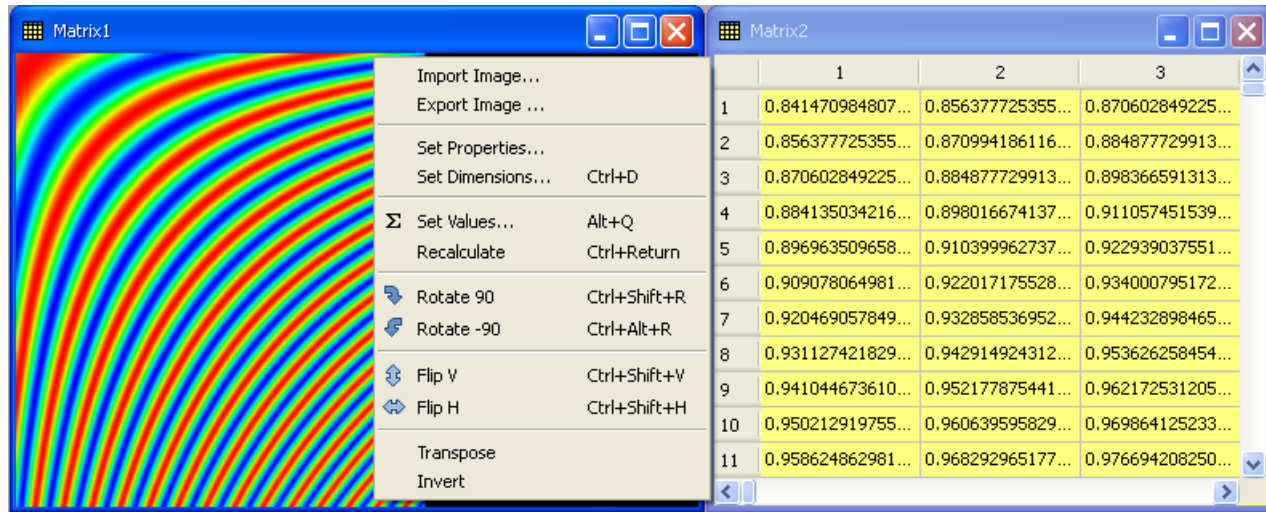 Matrix1
Import Image...
Export Image ...
Set Properties...
Set Dimensions... Ctrl+D
Σ Set Values... Alt+Q
Recalculate Ctrl+Return
Rotate 90 Ctrl+Shift+R
Rotate -90 Ctrl+Alt+R
Flip V Ctrl+Shift+V
Flip H Ctrl+Shift+H
Transpose
Invert
Matrix2
1 2 3
1 0.841470984807... 0.856377725355... 0.870602849225...
2 0.856377725355... 0.870994186116... 0.884877729913...
3 0.870602849225... 0.884877729913... 0.898366591313...
4 0.884135034216... 0.898016674137... 0.911057451539...
5 0.896963509658... 0.910399962737... 0.922939037551...
6 0.909078064981... 0.922017175528... 0.934000795172...
7 0.920469057849... 0.932858536952... 0.944232898465...
8 0.931127421829... 0.942914924312... 0.953626258454...
9 0.941044673610... 0.952177875441... 0.962172531205...
10 0.950212919755... 0.960639595829... 0.969864125233...
11 0.958624862981... 0.968292965177... 0.976694208250...